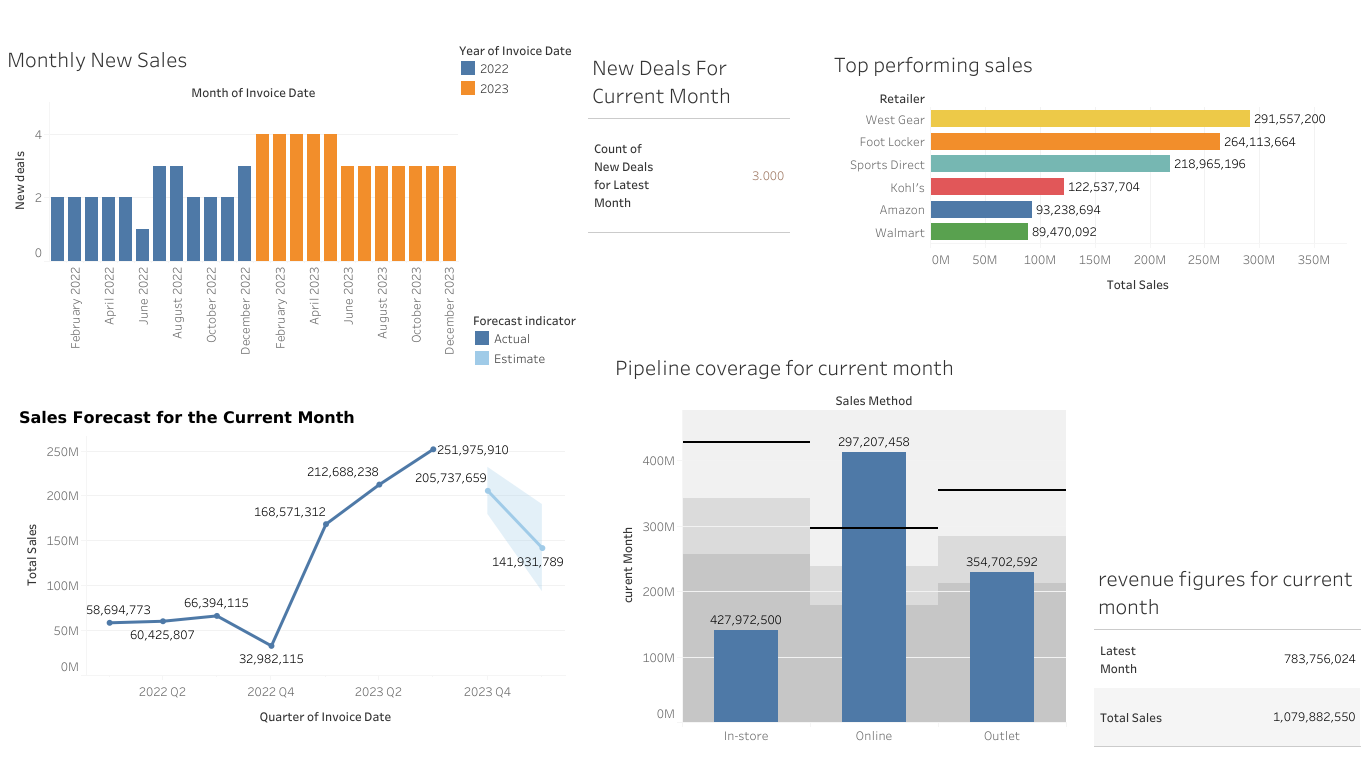 Monthly New Sales
Month of Invoice Date
New deals
4
2
0
February 2022
April 2022
June 2022
August 2022
October 2022
December 2022
February 2023
April 2023
June 2023
August 2023
October 2023
December 2023
Year of Invoice Date
2022
2023
New Deals For
Current Month
Count of
New Deals
for Latest
Month
3.000
Top performing sales
Retailer
West Gear
291,557,200
Foot Locker
264,113,664
Sports Direct
218,965,196
Kohl's
122,537,704
Amazon
93,238,694
Walmart
89,470,092
0M 50M 100M 150M 200M 250M 300M 350M
Total Sales
Forecast indicator
Actual
Estimate
Sales Forecast for the Current Month
Total Sales
250M
200M
150M
100M
50M
0M
58,694,773
60,425,807
66,394,115
32,982,115
168,571,312
212,688,238
251,975,910
205,737,659
141,931,789
2022 Q2 2022 Q4 2023 Q2 2023 Q4
Quarter of Invoice Date
Pipeline coverage for current month
Sales Method
current Month
400M
300M
200M
100M
0M
427,972,500
297,207,458
354,702,592
In-store Online Outlet
revenue figures for current
month
Latest
Month
783,756,024
Total Sales
1,079,882,550